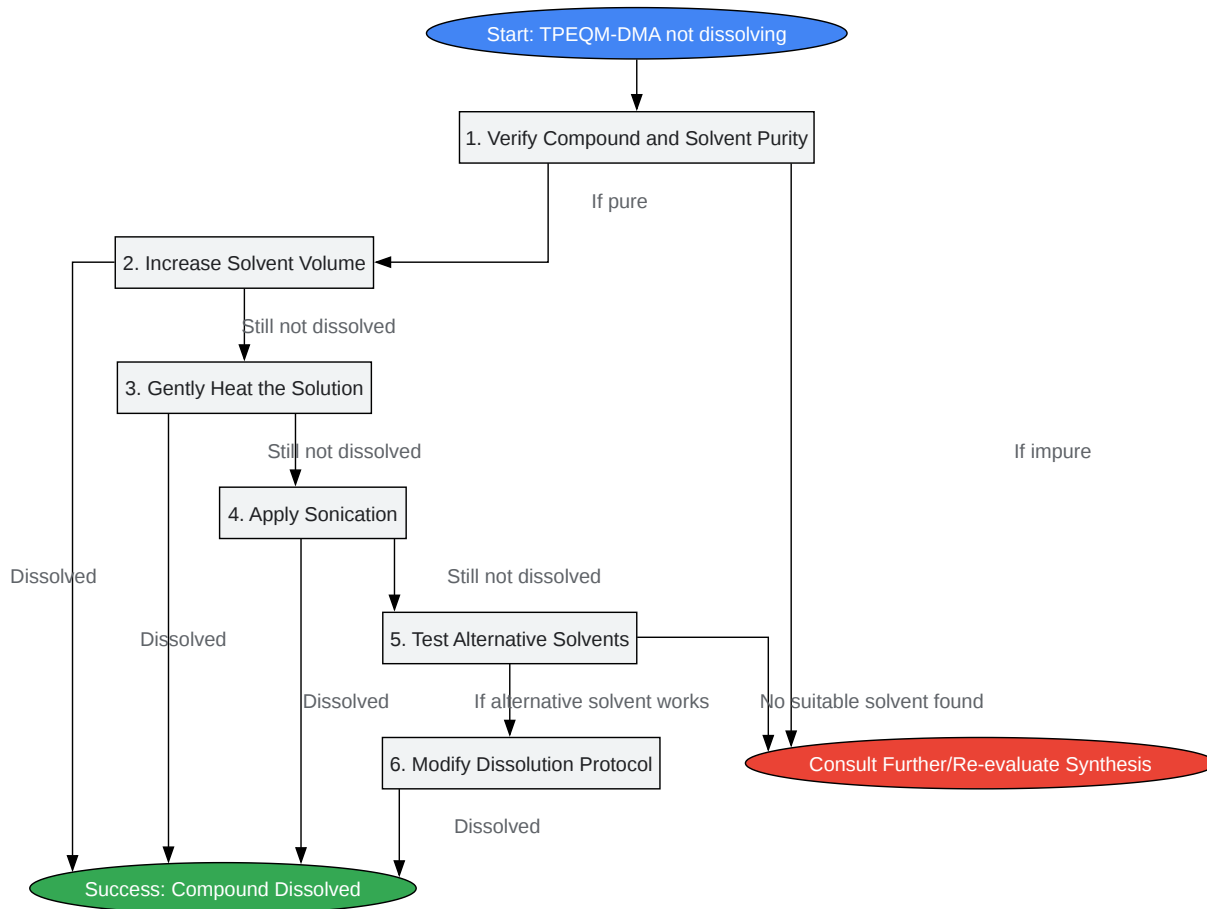 Start: TPEQM-DMA not dissolving
1. Verify Compound and Solvent Purity
If pure
2. Increase Solvent Volume
Still not dissolved
3. Gently Heat the Solution
Still not dissolved
If impure
4. Apply Sonication
Dissolved
Still not dissolved
Dissolved
5. Test Alternative Solvents
Dissolved
If alternative solvent works
No suitable solvent found
6. Modify Dissolution Protocol
Consult Further/Re-evaluate Synthesis
Dissolved
Success: Compound Dissolved